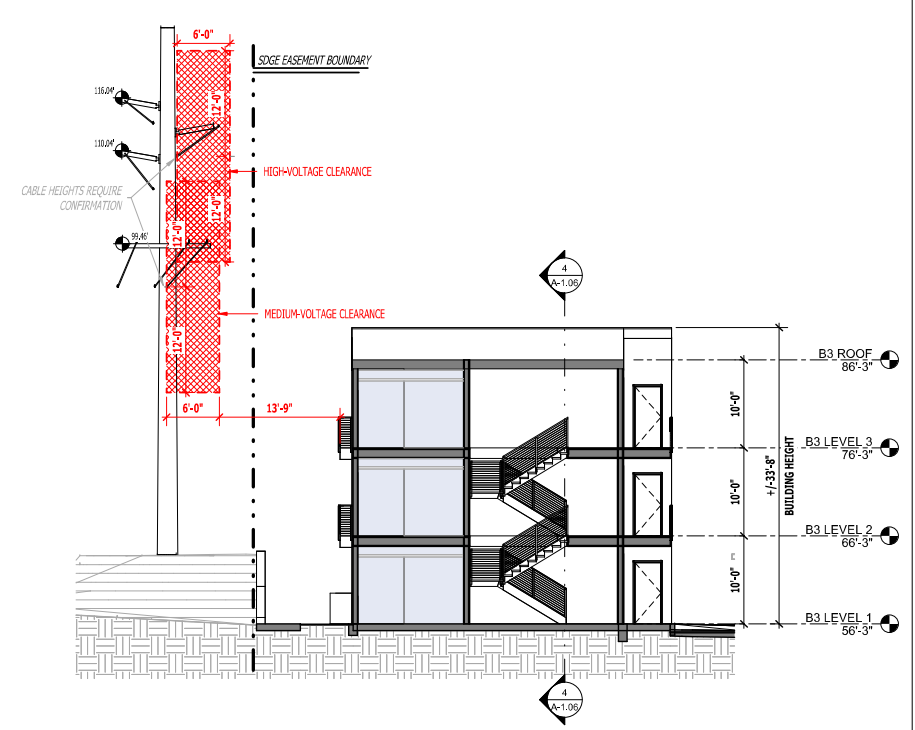 6'-0"
SDGE EASEMENT BOUNDARY
116.04'
12'-0"
110.04'
HIGH-VOLTAGE CLEARANCE
CABLE HEIGHTS REQUIRE
CONFIRMATION
12'-0"
12'-0"
99.46'
4
A-1.06
MEDIUM-VOLTAGE CLEARANCE
12'-0"
B3 ROOF
86'-3"
6'-0"
13'-9"
10'-0"
B3 LEVEL 3
76'-3"
+/-33'-8"
BUILDING HEIGHT
10'-0"
B3 LEVEL 2
66'-3"
10'-0"
B3 LEVEL 1
56'-3"
4
A-1.06